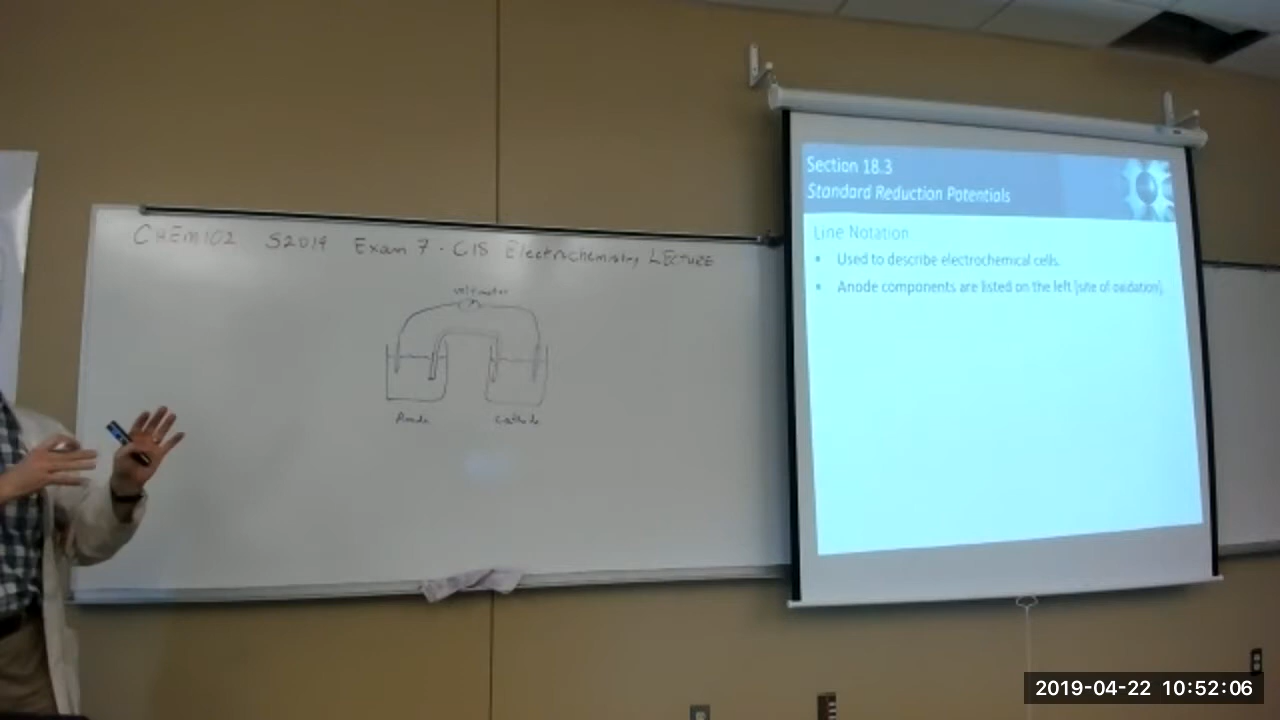 CHEM102 S2019 Exam 7 - C18 Electrochemistry LECTURE
voltmeter
Anode Cathode
Section 18.3
Standard Reduction Potentials
Line Notation
• Used to describe electrochemical cells.
• Anode components are listed on the left (site of oxidation).
2019-04-22 10:52:06